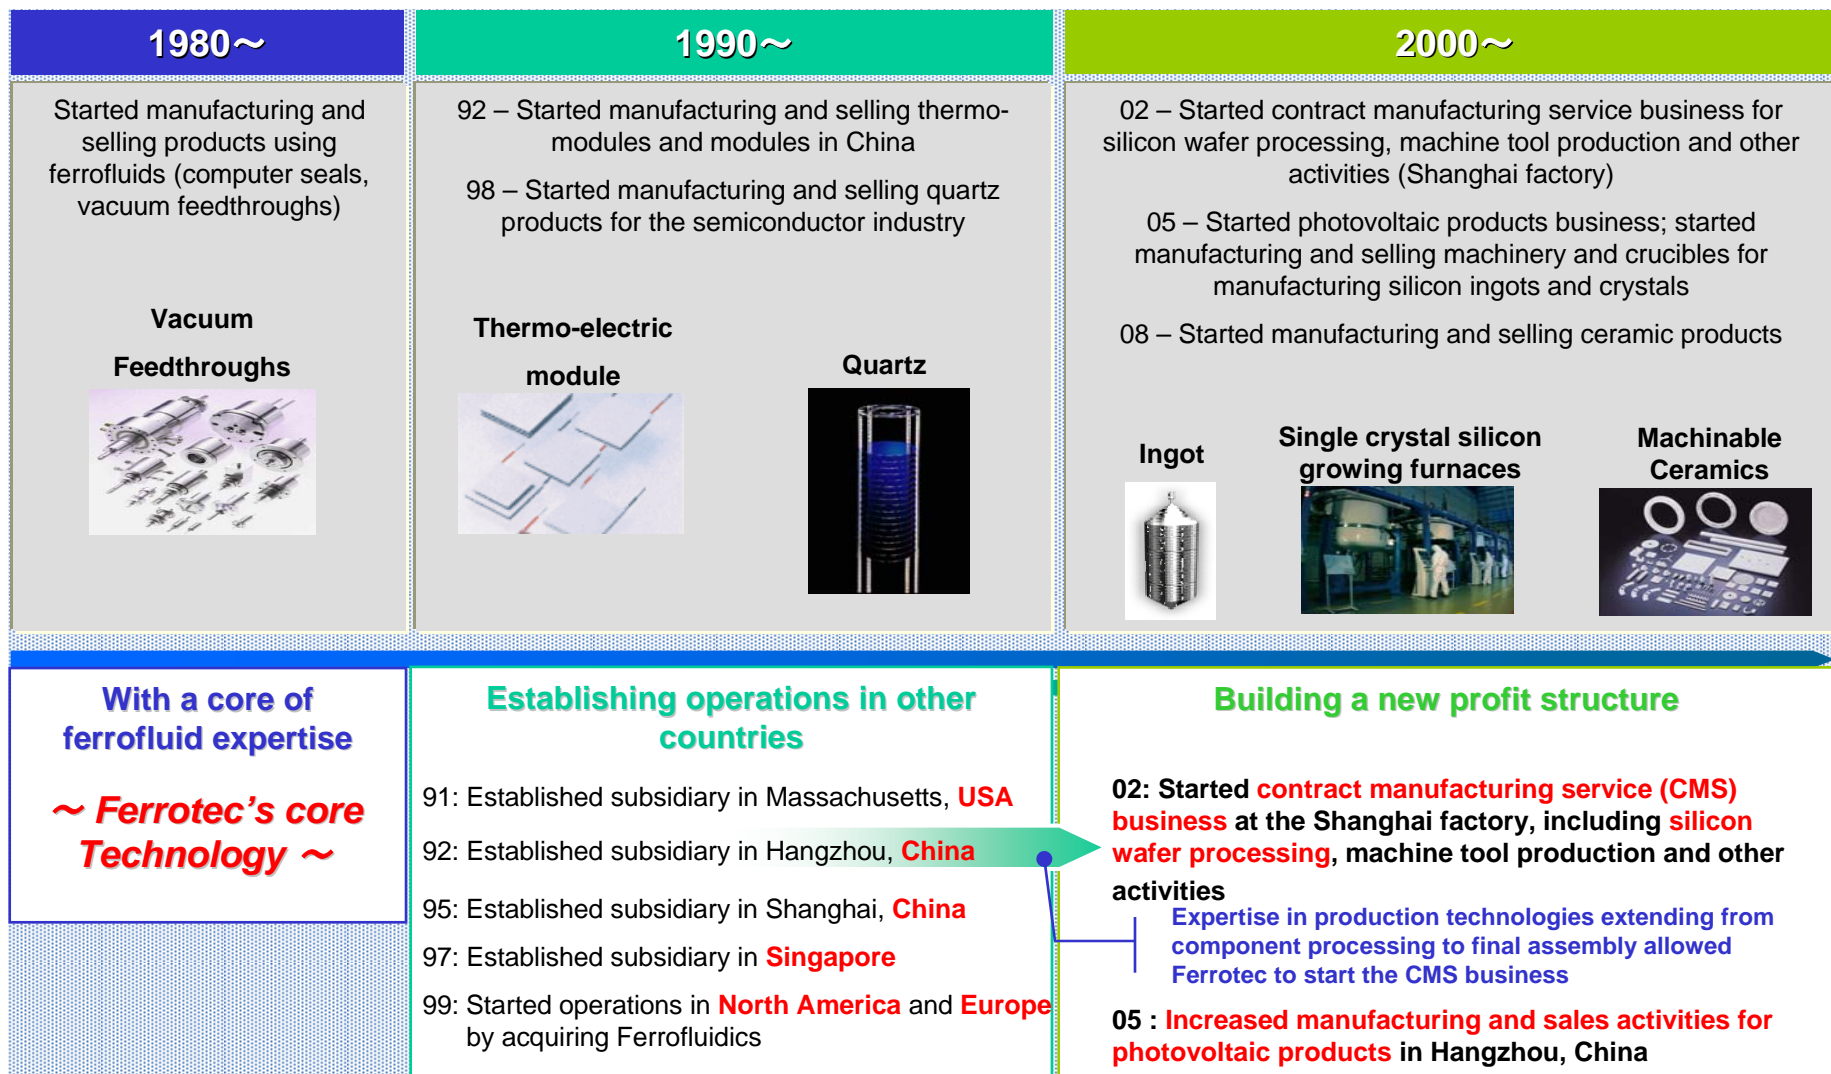 1980～
Started manufacturing and
selling products using
ferrofluids (computer seals,
vacuum feedthroughs)
Vacuum
Feedthroughs
1990～
92 – Started manufacturing and selling thermo-
modules and modules in China
98 – Started manufacturing and selling quartz
products for the semiconductor industry
Thermo-electric
module
Quartz
2000～
02 – Started contract manufacturing service business for
silicon wafer processing, machine tool production and other
activities (Shanghai factory)
05 – Started photovoltaic products business; started
manufacturing and selling machinery and crucibles for
manufacturing silicon ingots and crystals
08 – Started manufacturing and selling ceramic products
Ingot
Single crystal silicon
growing furnaces
Machinable
Ceramics
With a core of
ferrofluid expertise
～ Ferrotec’s core
Technology ～
Establishing operations in other
countries
91: Established subsidiary in Massachusetts, USA
92: Established subsidiary in Hangzhou, China
95: Established subsidiary in Shanghai, China
97: Established subsidiary in Singapore
99: Started operations in North America and Europe
by acquiring Ferrofluidics
Building a new profit structure
02: Started contract manufacturing service (CMS)
business at the Shanghai factory, including silicon
wafer processing, machine tool production and other
activities
Expertise in production technologies extending from
component processing to final assembly allowed
Ferrotec to start the CMS business
05 : Increased manufacturing and sales activities for
photovoltaic products in Hangzhou, China